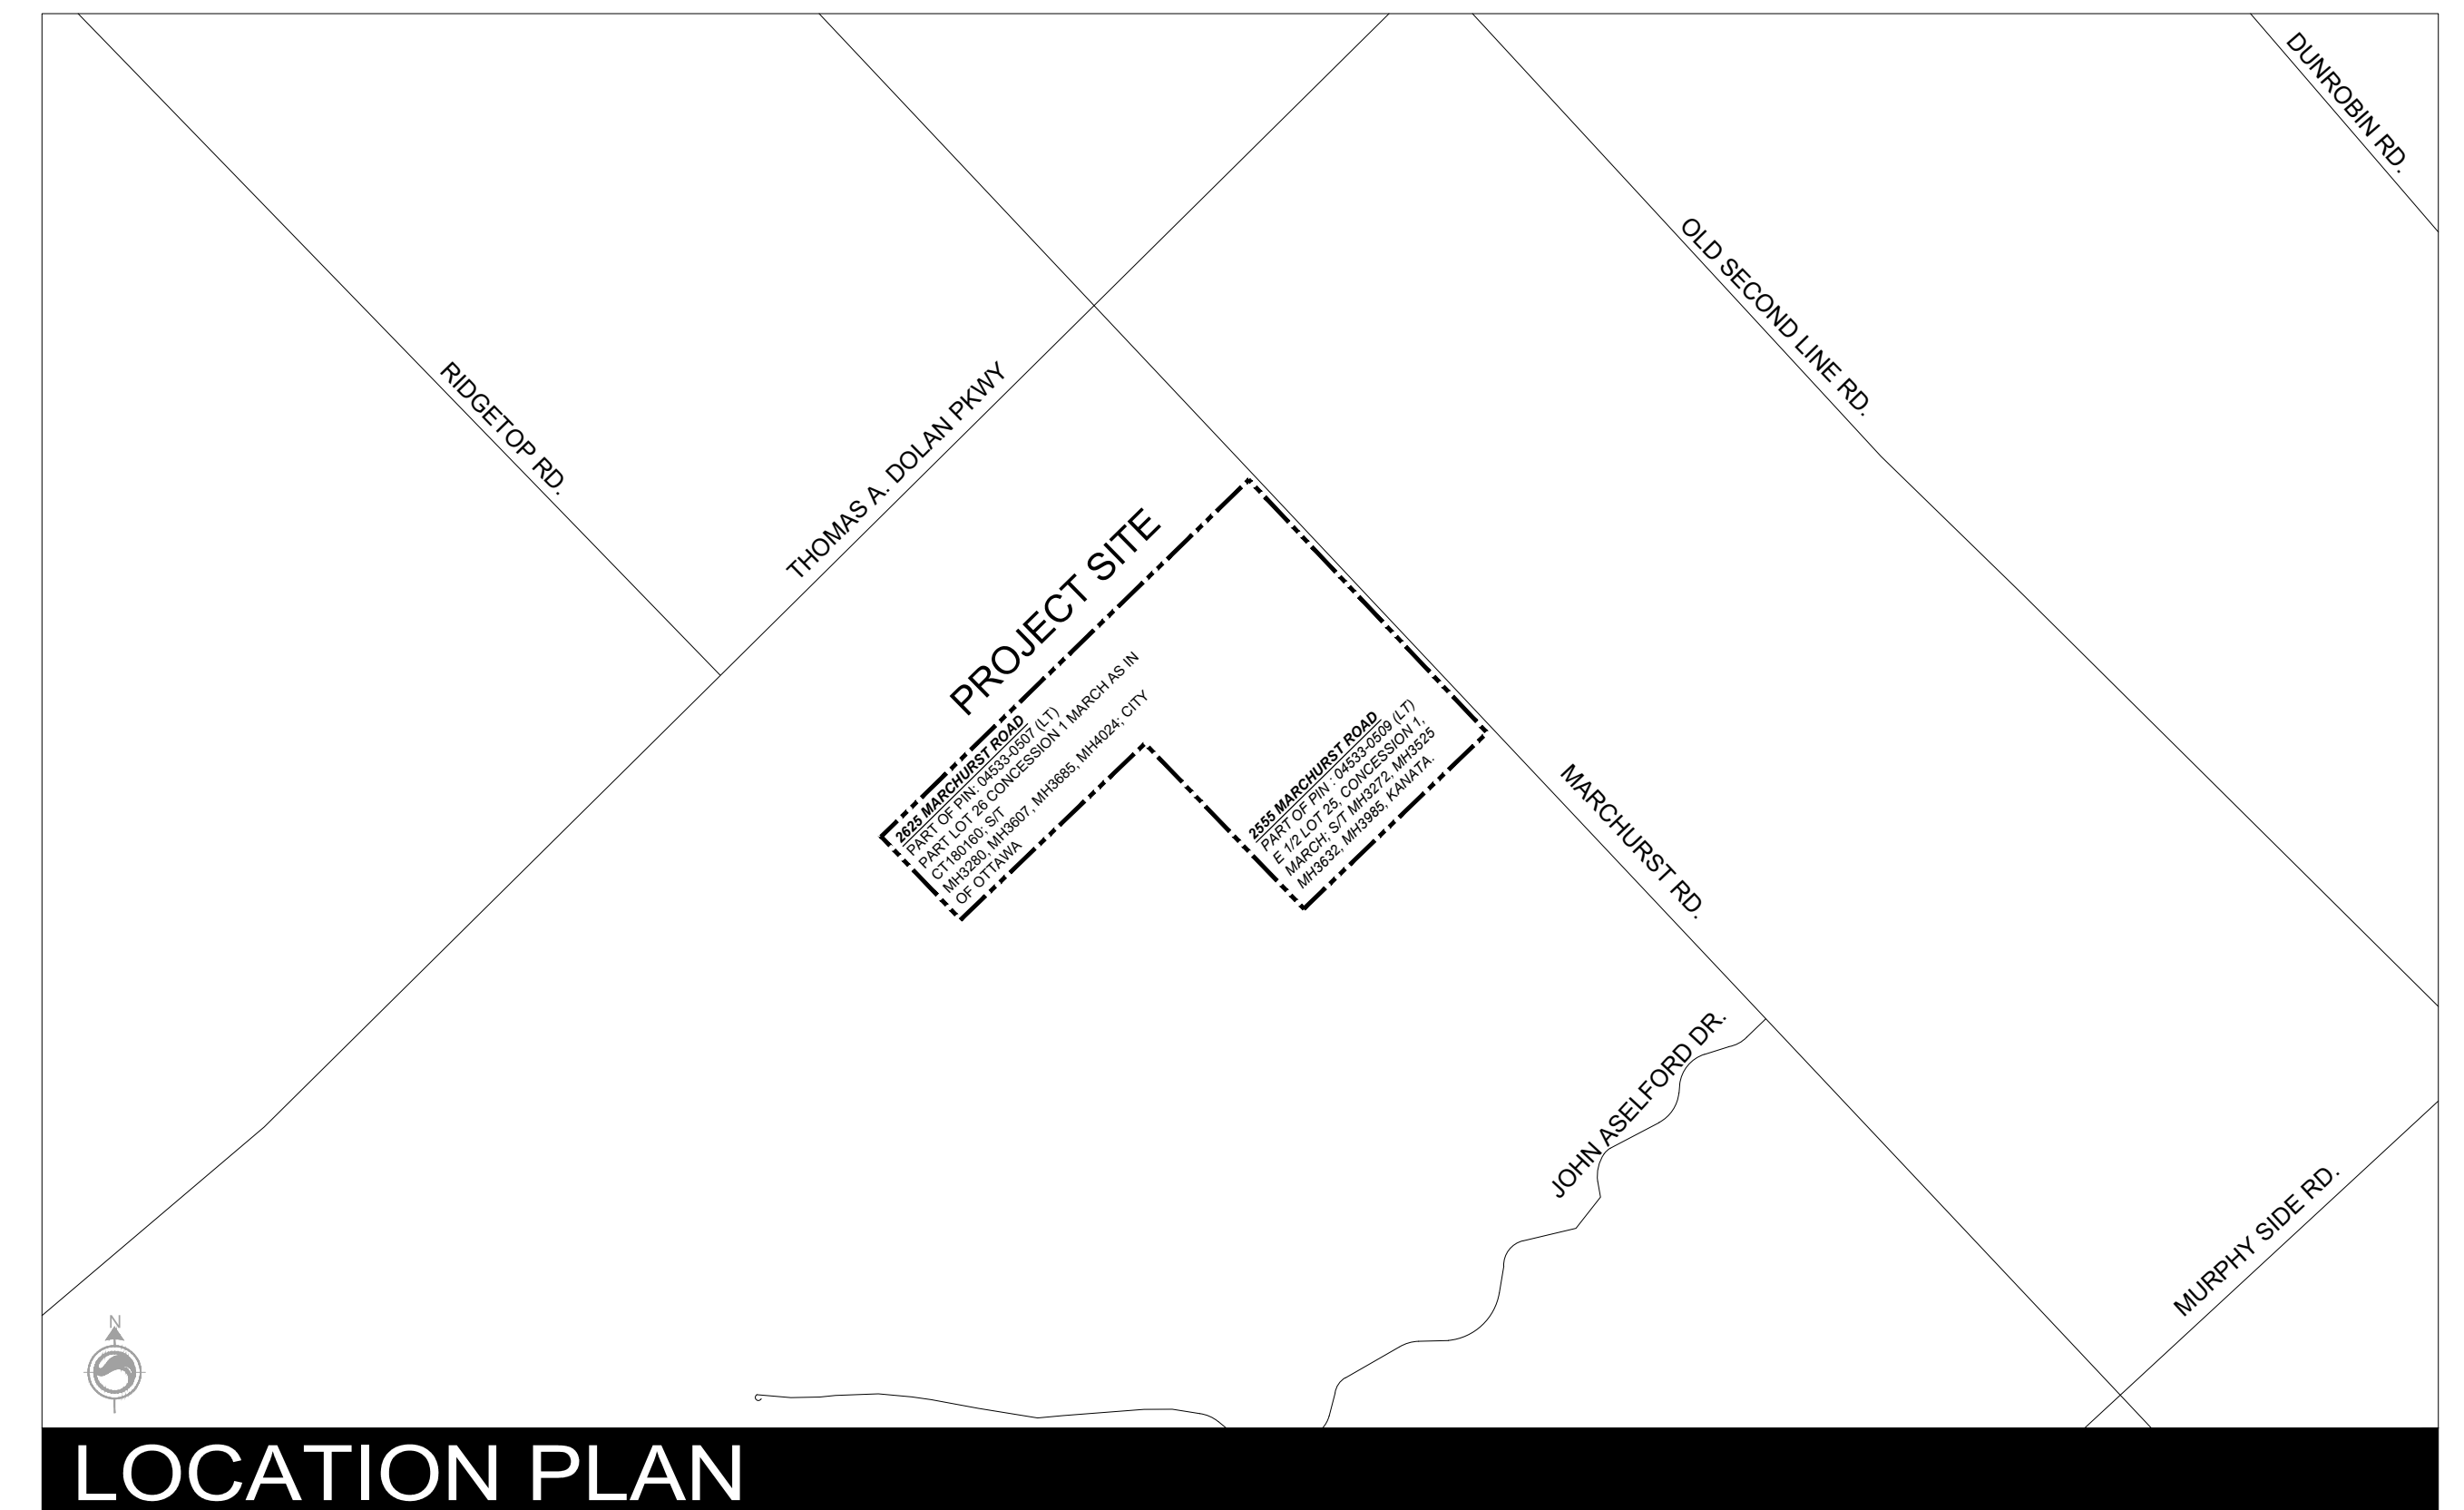 DUNROBIN RD.
OLD SECOND LINE RD.
RIDGETOP RD.
THOMAS A. DOLAN PKWY
PROJECT SITE
2625 MARCHURST ROAD
PART OF PIN: 04533-0507 (LT)
PART LOT 26 CONCESSION 1 MARCH AS IN
CT180160; S/T
MH3280, MH3607, MH3685, MH4024; CITY
OF OTTAWA
2555 MARCHURST ROAD
PART OF PIN : 04533-0509 (LT)
E 1/2 LOT 25, CONCESSION 1,
MARCH; S/T MH3272, MH3525
MH3632, MH3985, KANATA.
MARCHURST RD.
JOHN ASELFORD DR.
MURPHY SIDE RD.
N
LOCATION PLAN